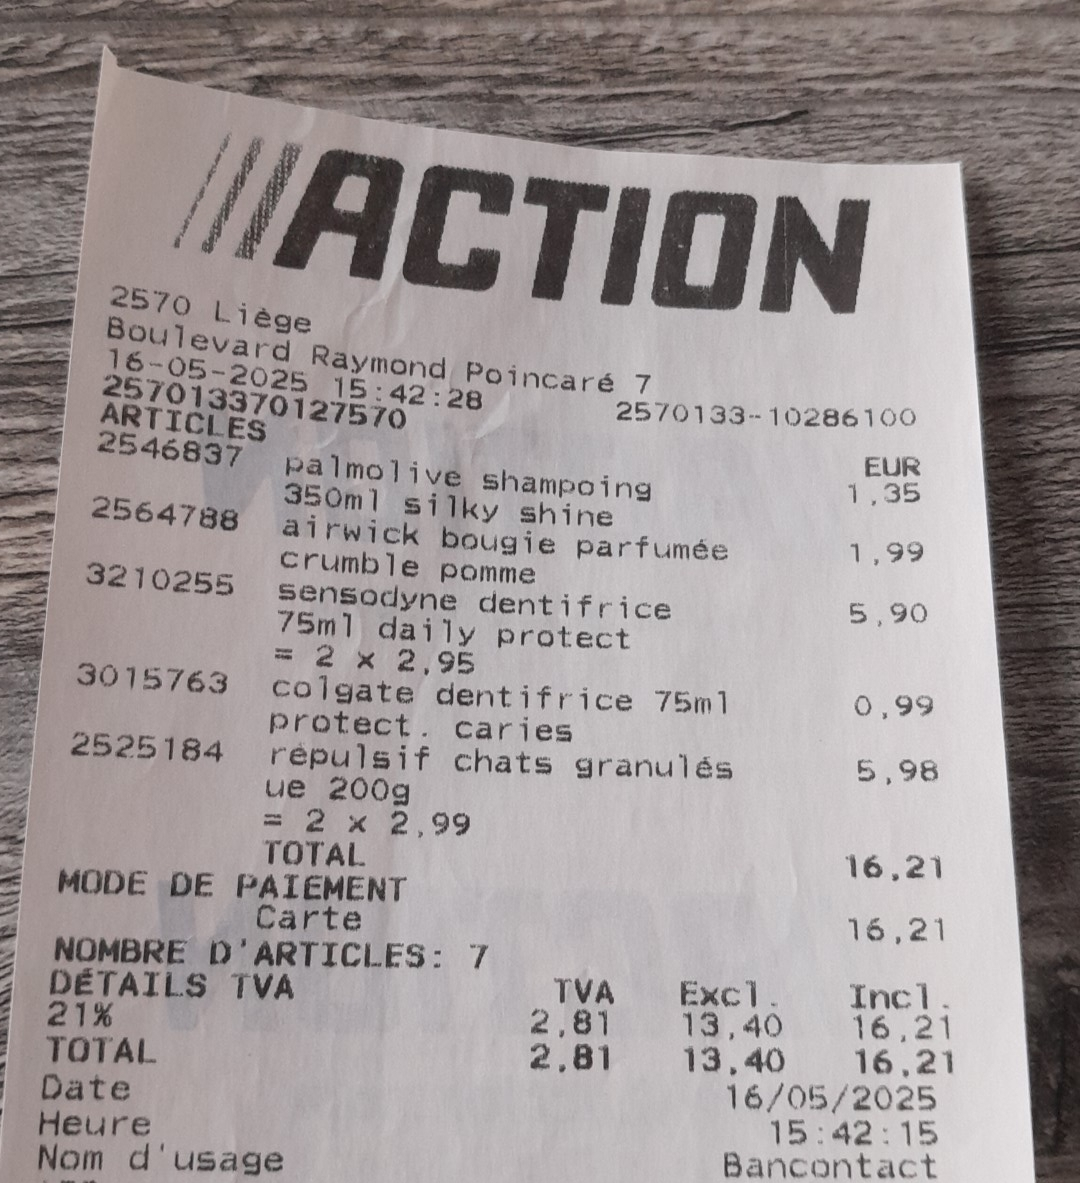 ACTION
2570 Liège
Boulevard Raymond Poincaré 7
16-05-2025 15:42:28 2570133-10286100
257013370127570
ARTICLES EUR
2546837 palmolive shampoing 1,35
350ml silky shine
2564788 airwick bougie parfumée 1,99
crumble pomme
3210255 sensodyne dentifrice 5,90
75ml daily protect
= 2 x 2,95
3015763 colgate dentifrice 75ml 0,99
protect. caries
2525184 répulsif chats granulés 5,98
ue 200g
= 2 x 2,99
TOTAL 16,21
MODE DE PAIEMENT
Carte 16,21
NOMBRE D'ARTICLES: 7
DÉTAILS TVA TVA Excl. Incl.
21% 2,81 13,40 16,21
TOTAL 2,81 13,40 16,21
Date 16/05/2025
Heure 15:42:15
Nom d'usage Bancontact